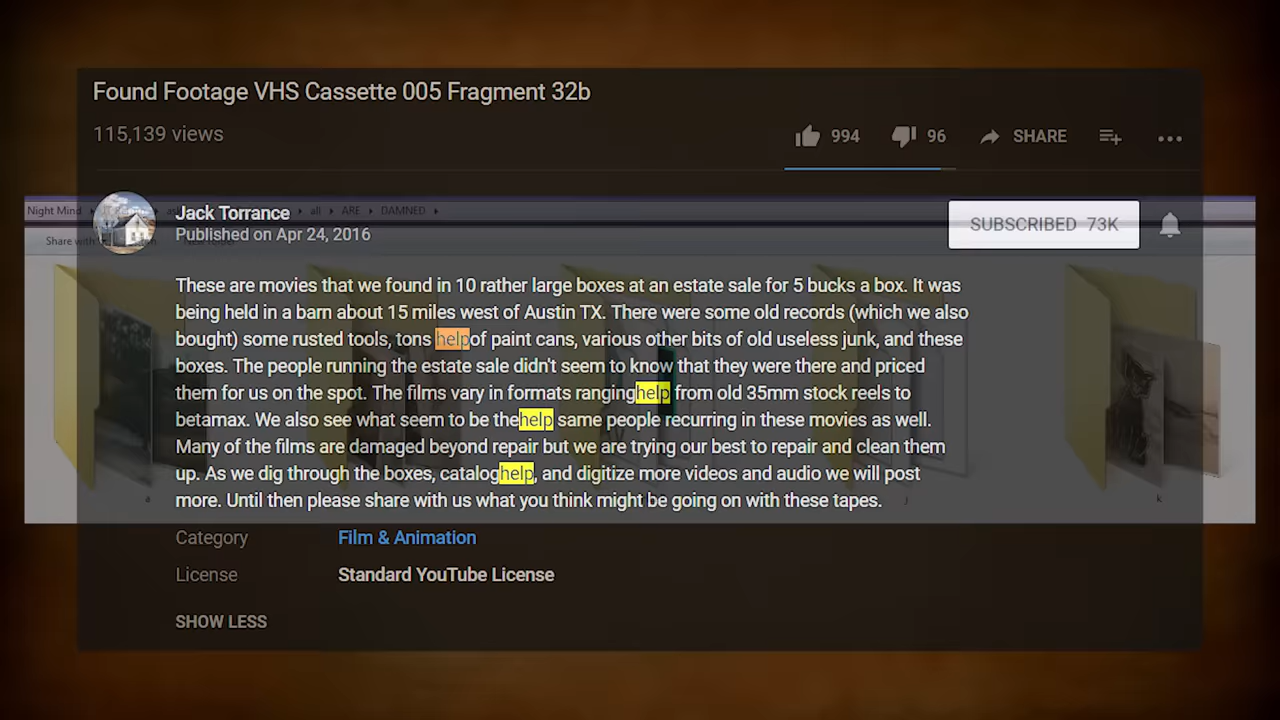 Found Footage VHS Cassette 005 Fragment 32b
115,139 views
994 96 SHARE
Night Mind all ARE DAMNED
Jack Torrance
SUBSCRIBED 73K
Published on Apr 24, 2016
Share with
These are movies that we found in 10 rather large boxes at an estate sale for 5 bucks a box. It was
being held in a barn about 15 miles west of Austin TX. There were some old records (which we also
bought) some rusted tools, tons helpof paint cans, various other bits of old useless junk, and these
boxes. The people running the estate sale didn't seem to know that they were there and priced
them for us on the spot. The films vary in formats ranginghelp from old 35mm stock reels to
betamax. We also see what seem to be thehelp same people recurring in these movies as well.
Many of the films are damaged beyond repair but we are trying our best to repair and clean them
up. As we dig through the boxes, cataloghelp, and digitize more videos and audio we will post
more. Until then please share with us what you think might be going on with these tapes.
k
Category Film & Animation
License Standard YouTube License
SHOW LESS